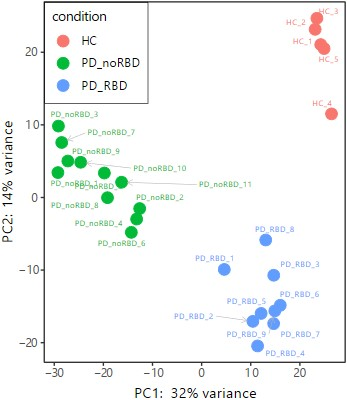 condition
HC
PD_noRBD
PD_RBD
HC_3
HC_2
HC_1
HC_5
HC_4
PD_noRBD_3
PD_noRBD_7
PD_noRBD_9
PD_noRBD_10
PD_noRBD_1
PD_noRBD_
PD_noRBD_11
PD_noRBD_8
PD_noRBD_2
PD_noRBD_4
PD_noRBD_6
PD_RBD_8
PD_RBD_1
PD_RBD_3
PD_RBD_5
PD_RBD_6
PD_RBD_2
PD_RBD_9
PD_RBD_7
PD_RBD_4
20
10
0
−10
−20
−30
−20
−10
0
10
20
PC2: 14% variance
PC1: 32% variance